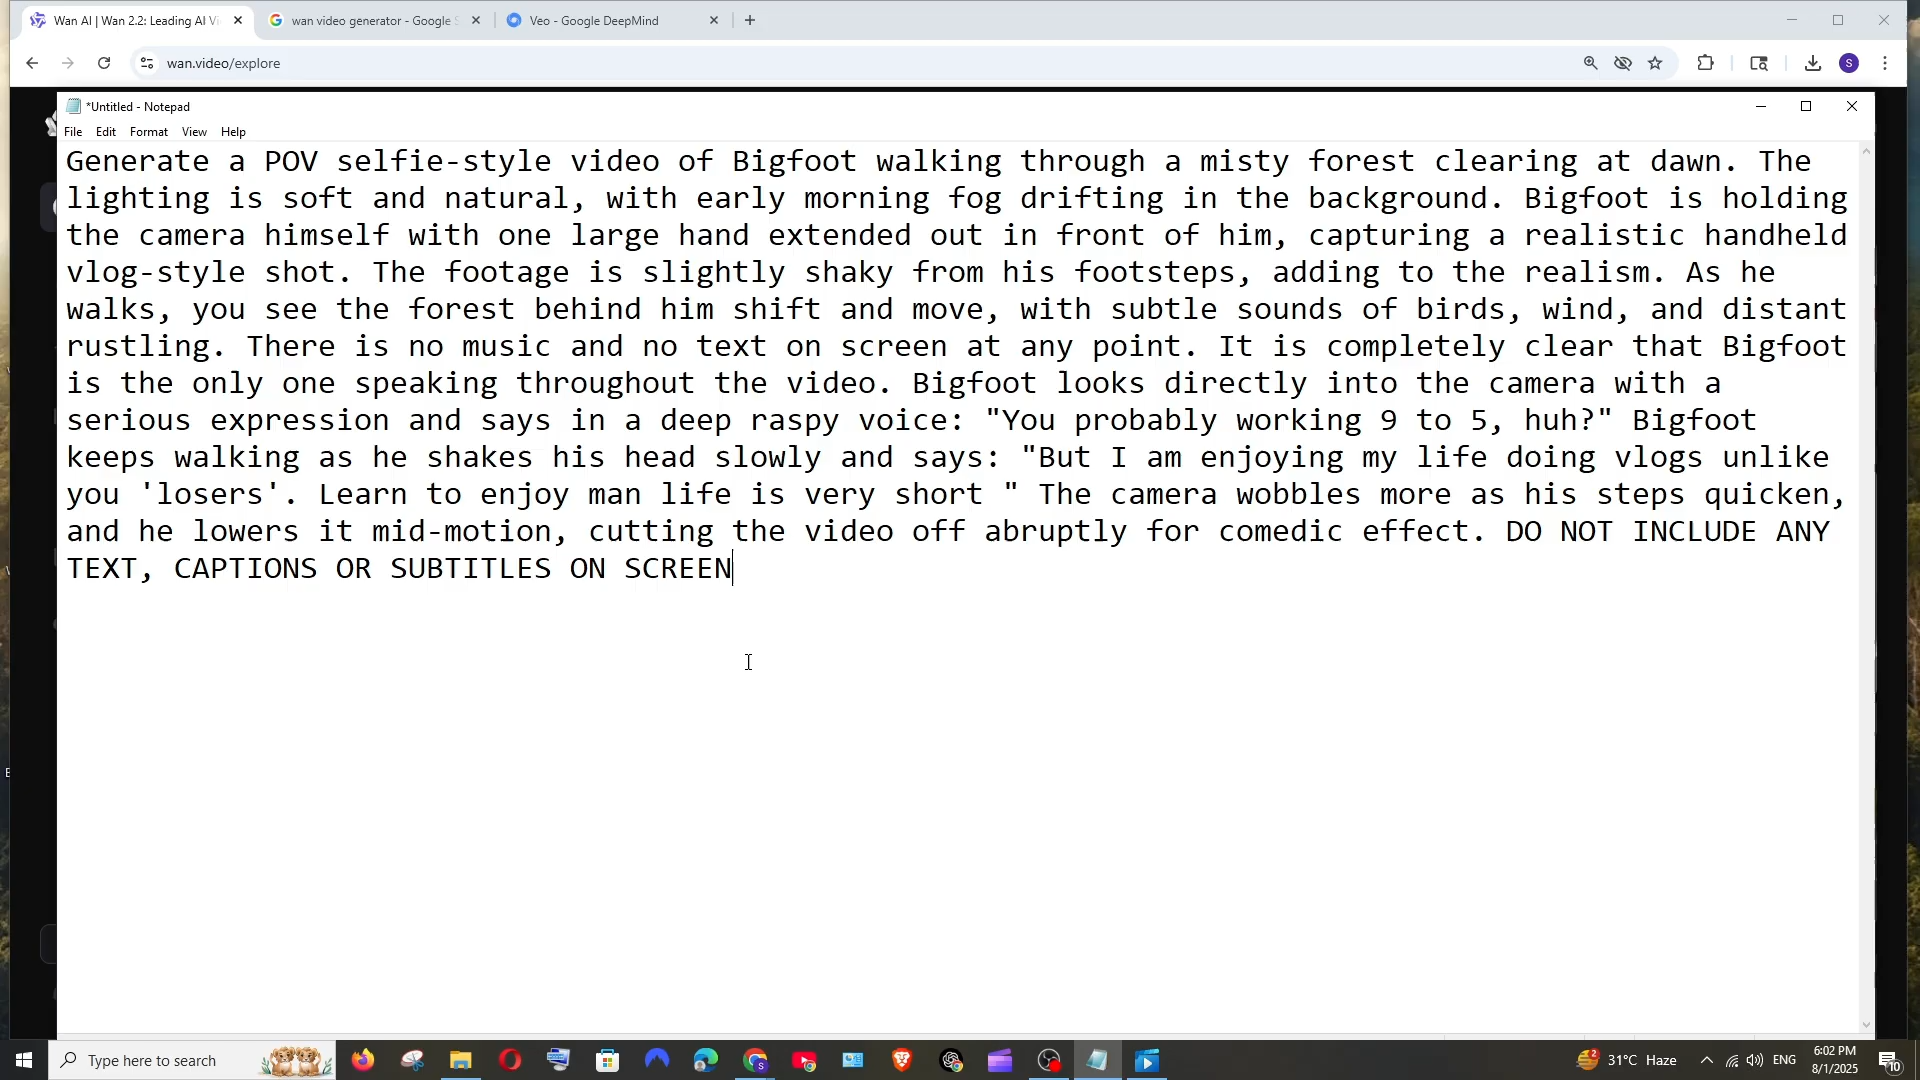 Wan AI | Wan 2.2: Leading AI Vi
wan video generator - Google S
Veo - Google DeepMind
wan.video/explore
S
*Untitled - Notepad
File Edit Format View Help
Generate a POV selfie-style video of Bigfoot walking through a misty forest clearing at dawn. The
lighting is soft and natural, with early morning fog drifting in the background. Bigfoot is holding
the camera himself with one large hand extended out in front of him, capturing a realistic handheld
vlog-style shot. The footage is slightly shaky from his footsteps, adding to the realism. As he
walks, you see the forest behind him shift and move, with subtle sounds of birds, wind, and distant
rustling. There is no music and no text on screen at any point. It is completely clear that Bigfoot
is the only one speaking throughout the video. Bigfoot looks directly into the camera with a
serious expression and says in a deep raspy voice: "You probably working 9 to 5, huh?" Bigfoot
keeps walking as he shakes his head slowly and says: "But I am enjoying my life doing vlogs unlike
you 'losers'. Learn to enjoy man life is very short " The camera wobbles more as his steps quicken,
and he lowers it mid-motion, cutting the video off abruptly for comedic effect. DO NOT INCLUDE ANY
TEXT, CAPTIONS OR SUBTITLES ON SCREEN
Type here to search
2
31°C Haze
ENG
6:02 PM
8/1/2025
10